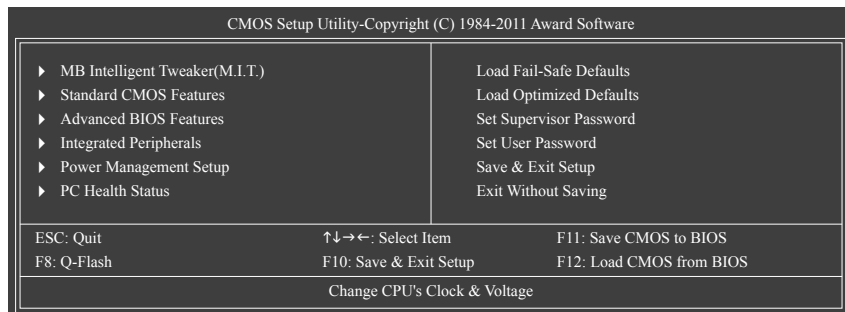 CMOS Setup Utility-Copyright (C) 1984-2011 Award Software
MB Intelligent Tweaker(M.I.T.)
Standard CMOS Features
Advanced BIOS Features
Integrated Peripherals
Power Management Setup
PC Health Status
Load Fail-Safe Defaults
Load Optimized Defaults
Set Supervisor Password
Set User Password
Save & Exit Setup
Exit Without Saving
ESC: Quit
↑↓→←: Select Item
F11: Save CMOS to BIOS
F8: Q-Flash
F10: Save & Exit Setup
F12: Load CMOS from BIOS
Change CPU's Clock & Voltage